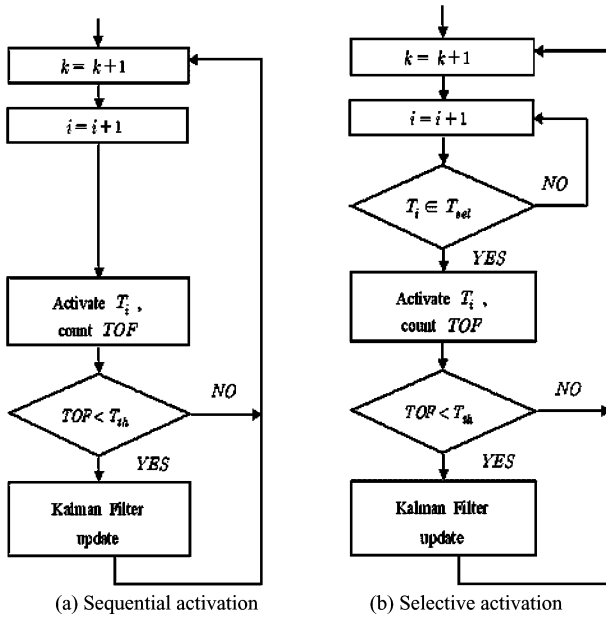 k = k+1
i = i+1
Activate T_i ,
count TOF
TOF < T_th
NO
YES
Kalman Filter
update
(a) Sequential activation
k = k+1
i = i+1
T_i ∈ T_sel
NO
YES
Activate T_i ,
count TOF
TOF < T_th
NO
YES
Kalman Filter
update
(b) Selective activation